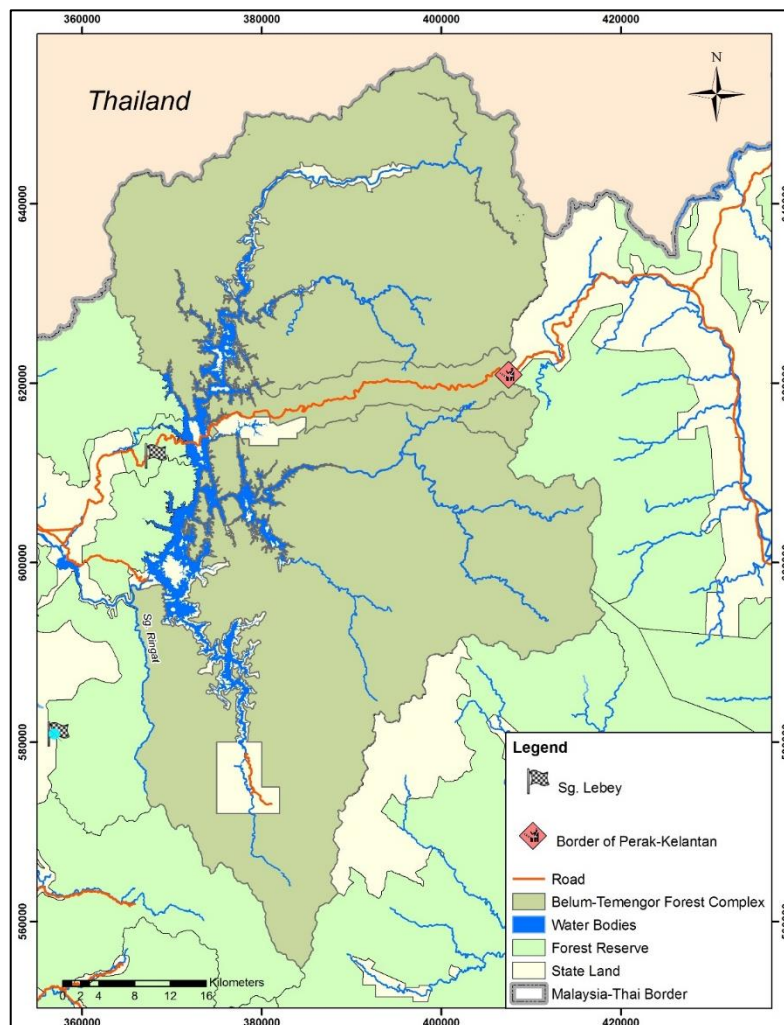 360000 380000 400000 420000
Thailand
N
640000
620000
600000
580000
560000
Sg. Ringat
Legend
Sg. Lebey
Border of Perak-Kelantan
Road
Belum-Temengor Forest Complex
Water Bodies
Forest Reserve
State Land
Malaysia-Thai Border
Kilometers
0 2 4 8 12 16
360000 380000 400000 420000